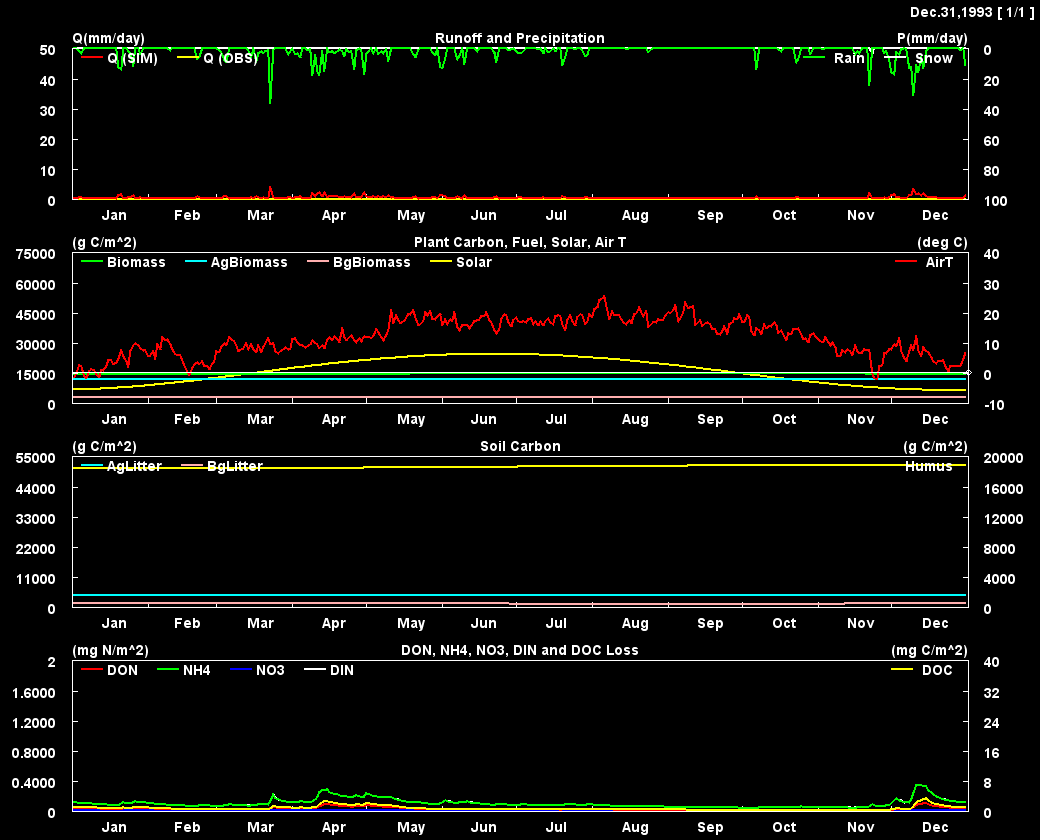 Dec.31,1993 [ 1/1 ]
Q(mm/day) Runoff and Precipitation P(mm/day)
50 0
Q (SIM) Q (OBS) Rain Snow
40 20
30 40
20 60
10 80
0 100
Jan Feb Mar Apr May Jun Jul Aug Sep Oct Nov Dec
(g C/m^2) Plant Carbon, Fuel, Solar, Air T (deg C)
75000 40
Biomass AgBiomass BgBiomass Solar AirT
60000 30
45000 20
30000 10
15000 0
0 -10
Jan Feb Mar Apr May Jun Jul Aug Sep Oct Nov Dec
(g C/m^2) Soil Carbon (g C/m^2)
55000 20000
AgLitter BgLitter Humus
44000 16000
33000 12000
22000 8000
11000 4000
0 0
Jan Feb Mar Apr May Jun Jul Aug Sep Oct Nov Dec
(mg N/m^2) DON, NH4, NO3, DIN and DOC Loss (mg C/m^2)
2 40
DON NH4 NO3 DIN DOC
1.6000 32
1.2000 24
0.8000 16
0.4000 8
0 0
Jan Feb Mar Apr May Jun Jul Aug Sep Oct Nov Dec